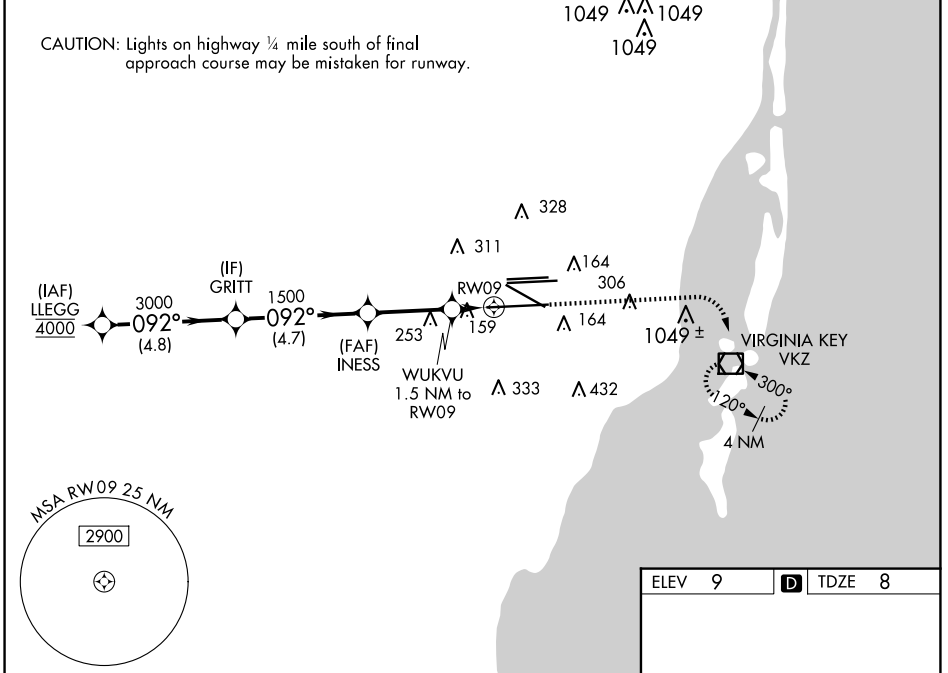 1049 1049
1049
CAUTION: Lights on highway ¼ mile south of final
approach course may be mistaken for runway.
328
311
164
306
(IAF)
LLEGG
4000
3000
092°
(4.8)
(IF)
GRITT
1500
092°
(4.7)
(FAF)
INESS
253
RW09
159
164
1049 ±
WUKVU
1.5 NM to
RW09
333
432
VIRGINIA KEY
VKZ
300°
120°
4 NM
MSA RW09 25 NM
2900
ELEV 9 D TDZE 8